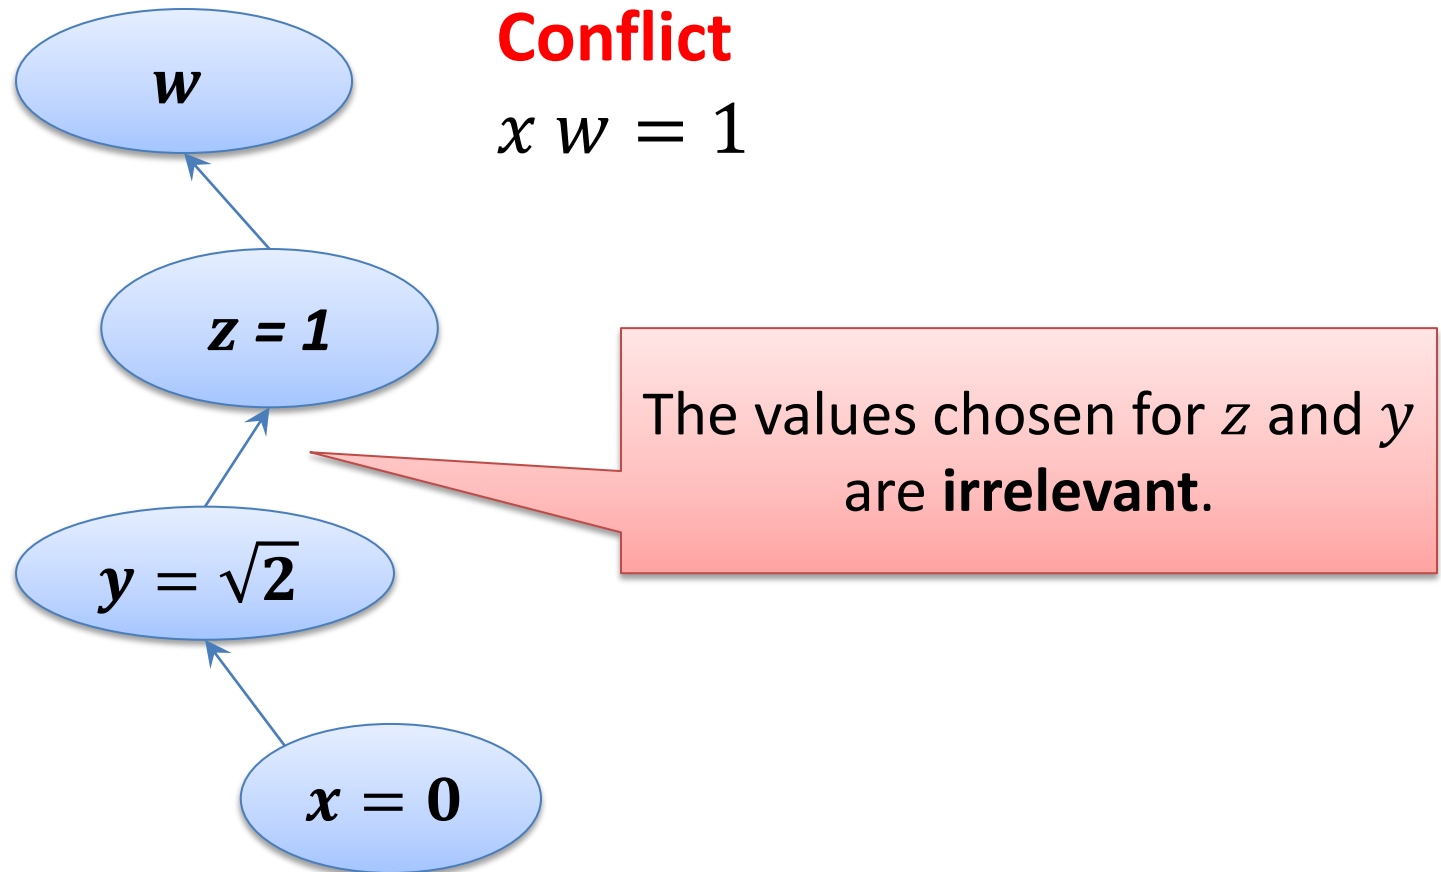 w
Conflict
x w = 1
z = 1
The values chosen for z and y
are irrelevant.
y = √2
x = 0